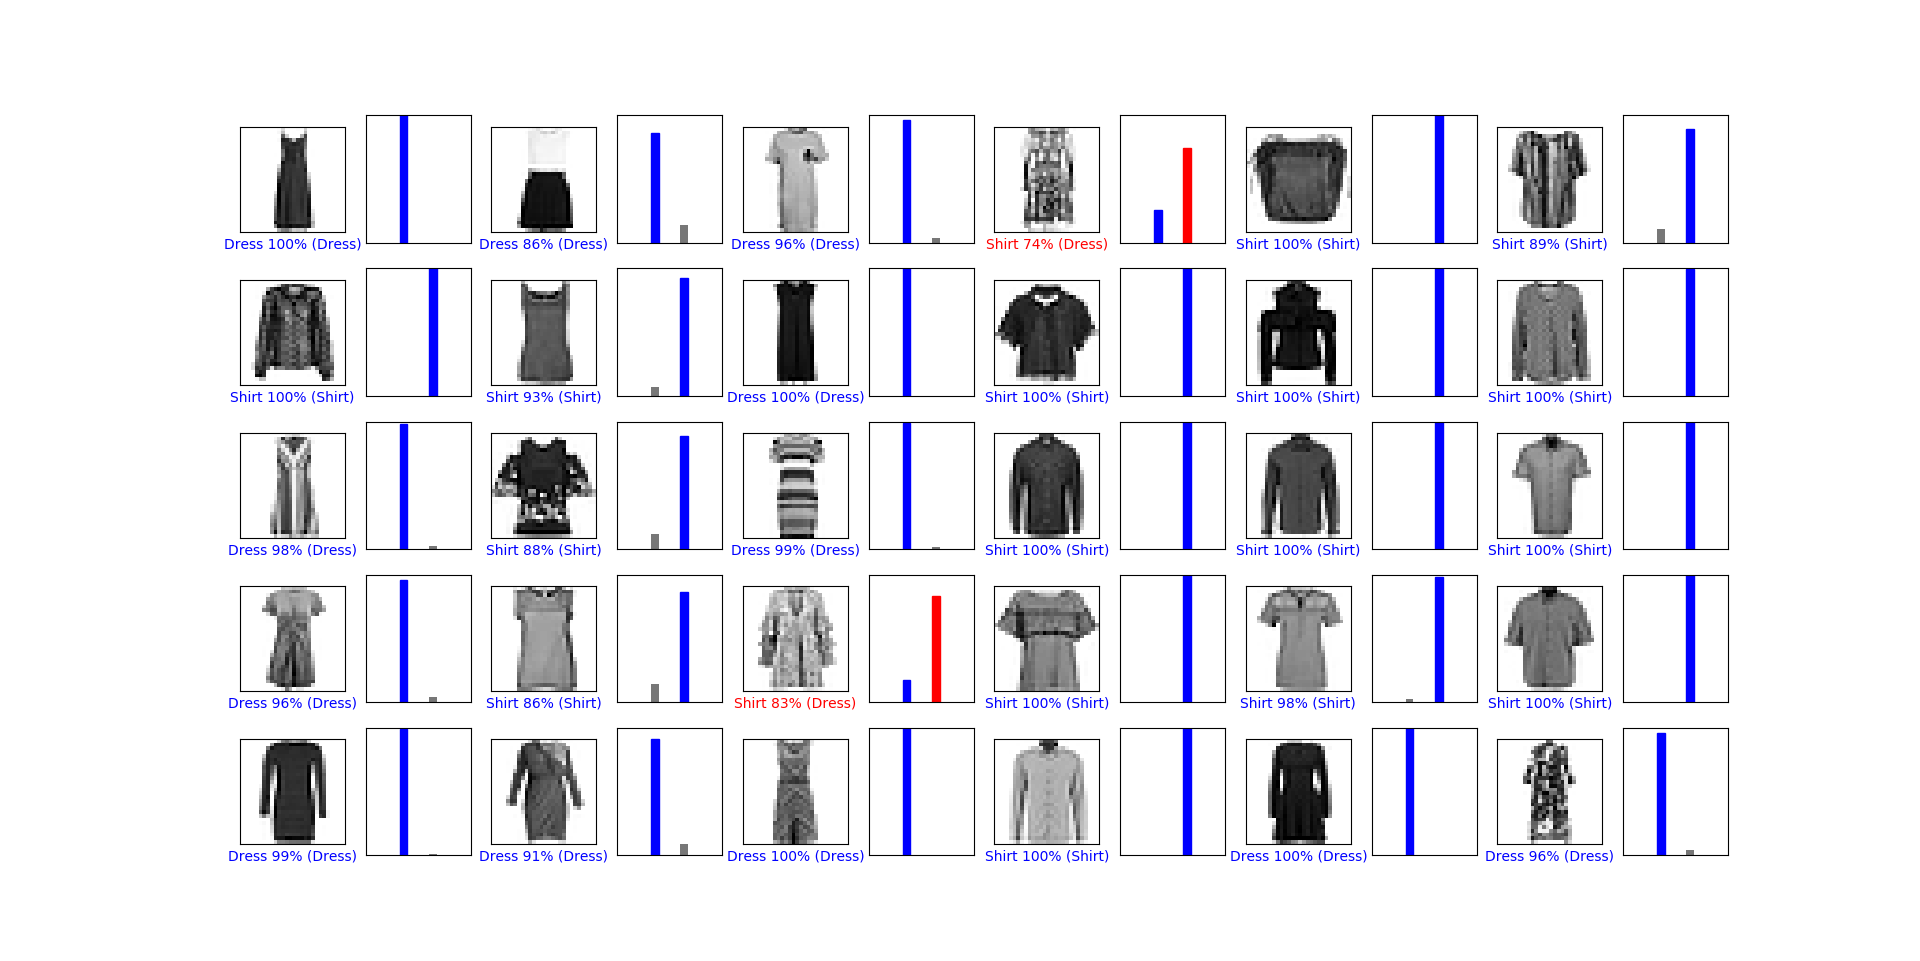 Dress 100% (Dress)
Dress 86% (Dress)
Dress 96% (Dress)
Shirt 74% (Dress)
Shirt 100% (Shirt)
Shirt 89% (Shirt)
Shirt 100% (Shirt)
Shirt 93% (Shirt)
Dress 100% (Dress)
Shirt 100% (Shirt)
Shirt 100% (Shirt)
Shirt 100% (Shirt)
Dress 98% (Dress)
Shirt 88% (Shirt)
Dress 99% (Dress)
Shirt 100% (Shirt)
Shirt 100% (Shirt)
Shirt 100% (Shirt)
Dress 96% (Dress)
Shirt 86% (Shirt)
Shirt 83% (Dress)
Shirt 100% (Shirt)
Shirt 98% (Shirt)
Shirt 100% (Shirt)
Dress 99% (Dress)
Dress 91% (Dress)
Dress 100% (Dress)
Shirt 100% (Shirt)
Dress 100% (Dress)
Dress 96% (Dress)